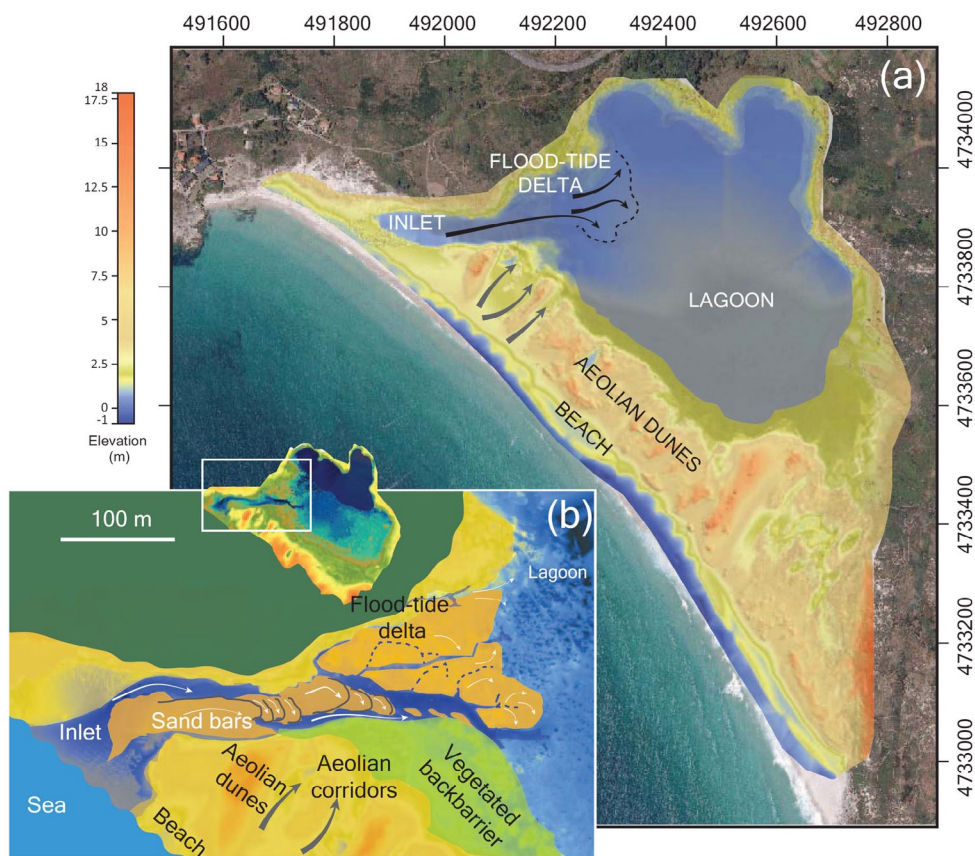 491600
491800
492000
492200
492400
492600
492800
(a)
18
17.5
15
12.5
10
7.5
5
2.5
0
-1
Elevation
(m)
FLOOD-TIDE
DELTA
INLET
LAGOON
AEOLIAN DUNES
BEACH
4734000
4733800
4733600
4733400
4733200
4733000
100 m
(b)
Lagoon
Flood-tide
delta
Inlet
Sand bars
Aeolian
dunes
Aeolian
corridors
Vegetated
backbarrier
Sea
Beach